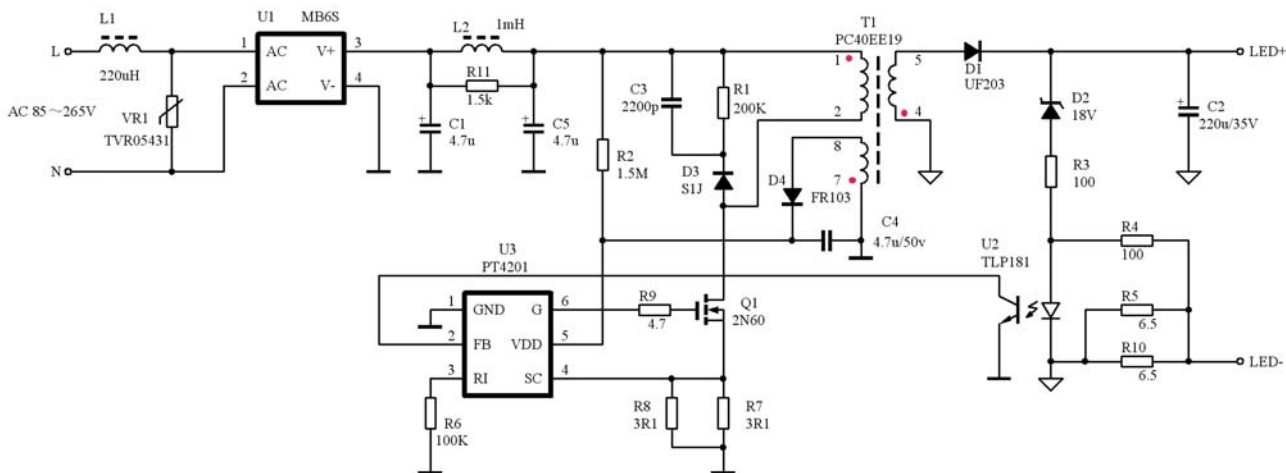 L1
L
220uH
AC 85～265V
VR1
TVR05431
N
U1 MB6S
1 AC V+ 3
2 AC V- 4
L2 1mH
R11
1.5k
C1
4.7u
C5
4.7u
C3
2200p
R1
200K
R2
1.5M
D3
S1J
T1
PC40EE19
1
2
8
7
5
4
D4
FR103
C4
4.7u/50v
D1
UF203
D2
18V
C2
220u/35V
LED+
R3
100
U2
TLP181
R4
100
R5
6.5
R10
6.5
LED-
U3
PT4201
1 GND G 6
2 FB VDD 5
3 RI SC 4
R9
4.7
Q1
2N60
R6
100K
R8
3R1
R7
3R1